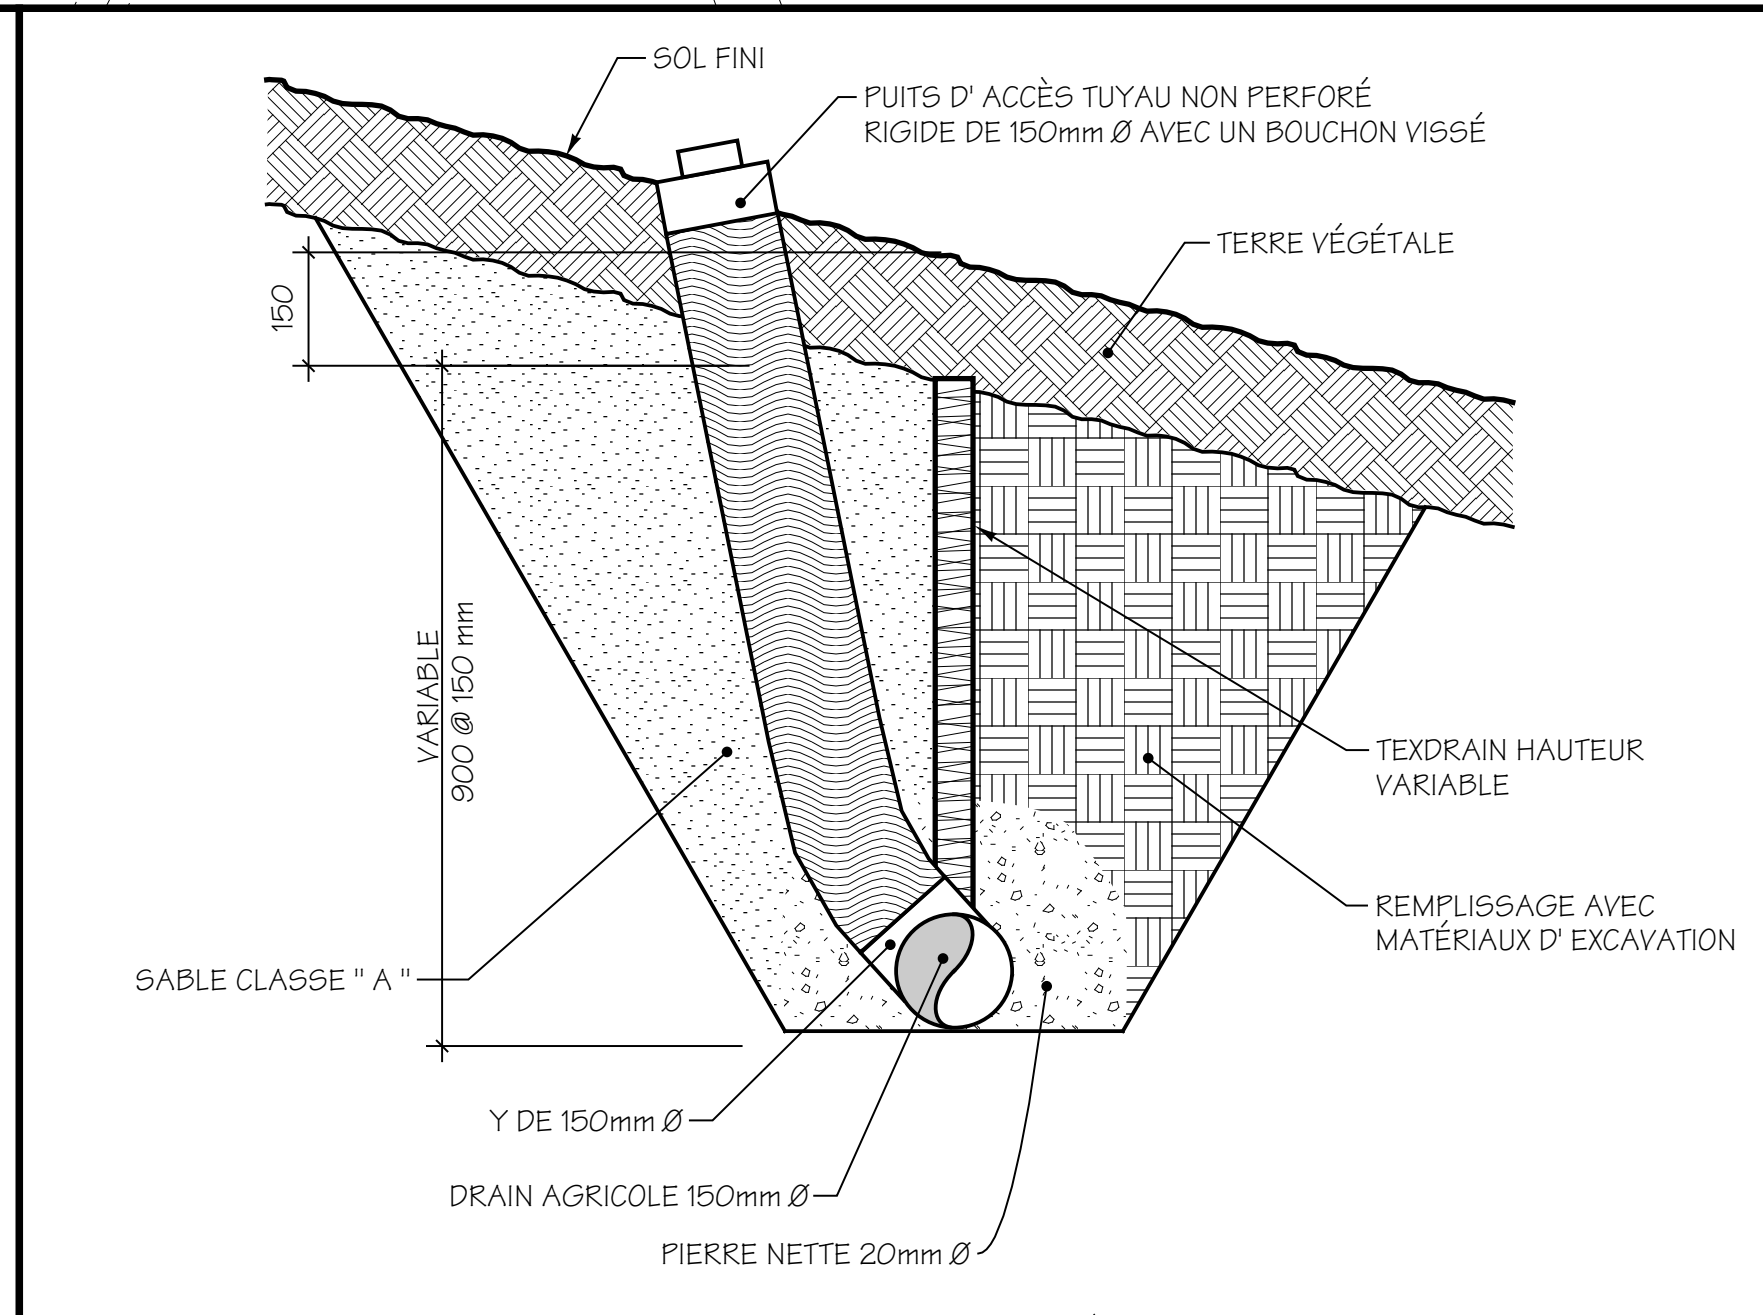 SOL FINI
PUITS D' ACCÈS TUYAU NON PERFORÉ
RIGIDE DE 150mm Ø AVEC UN BOUCHON VISSÉ
TERRE VÉGÉTALE
150
VARIABLE
900 @ 150 mm
TEXDRAIN HAUTEUR
VARIABLE
REMPLISSAGE AVEC
MATÉRIAUX D' EXCAVATION
SABLE CLASSE " A "
Y DE 150mm Ø
DRAIN AGRICOLE 150mm Ø
PIERRE NETTE 20mm Ø